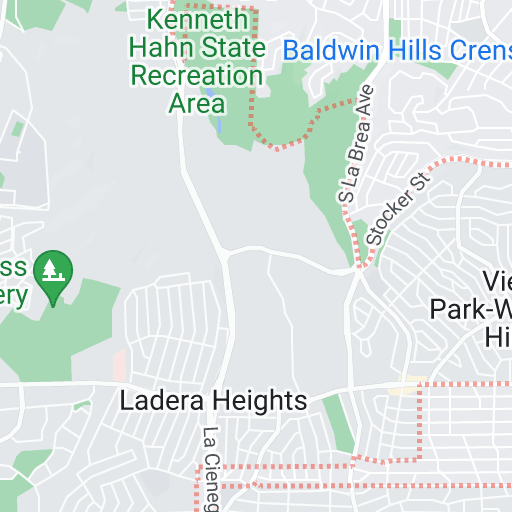 Kenneth
Hahn State
Recreation
Area
Baldwin Hills Crens
S La Brea Ave
Stocker St
ess
ery
Vie
Park-W
Hi
Ladera Heights
La Cieneg